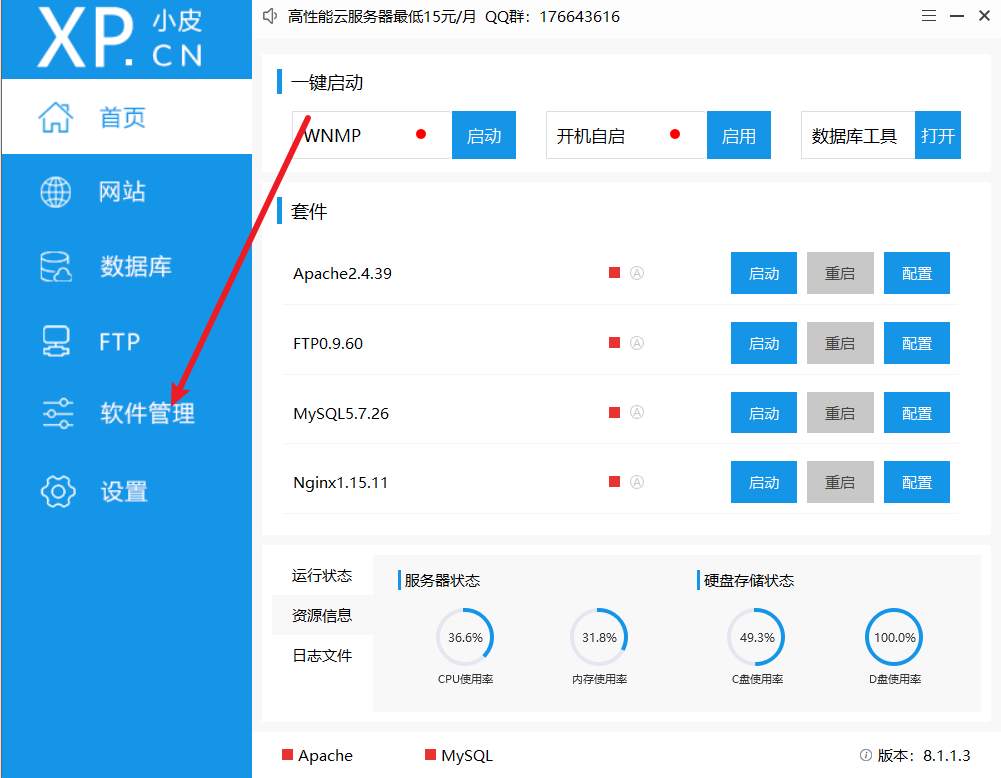 XP.CN 小皮
高性能云服务器最低15元/月 QQ群：176643616
首页
网站
数据库
FTP
软件管理
设置
一键启动
WNMP 启动 开机自启 启用 数据库工具 打开
套件
Apache2.4.39 Ⓐ 启动 重启 配置
FTP0.9.60 Ⓐ 启动 重启 配置
MySQL5.7.26 Ⓐ 启动 重启 配置
Nginx1.15.11 Ⓐ 启动 重启 配置
运行状态
资源信息
日志文件
服务器状态 硬盘存储状态
36.6% 31.8% 49.3% 100.0%
CPU使用率 内存使用率 C盘使用率 D盘使用率
Apache MySQL 版本：8.1.1.3